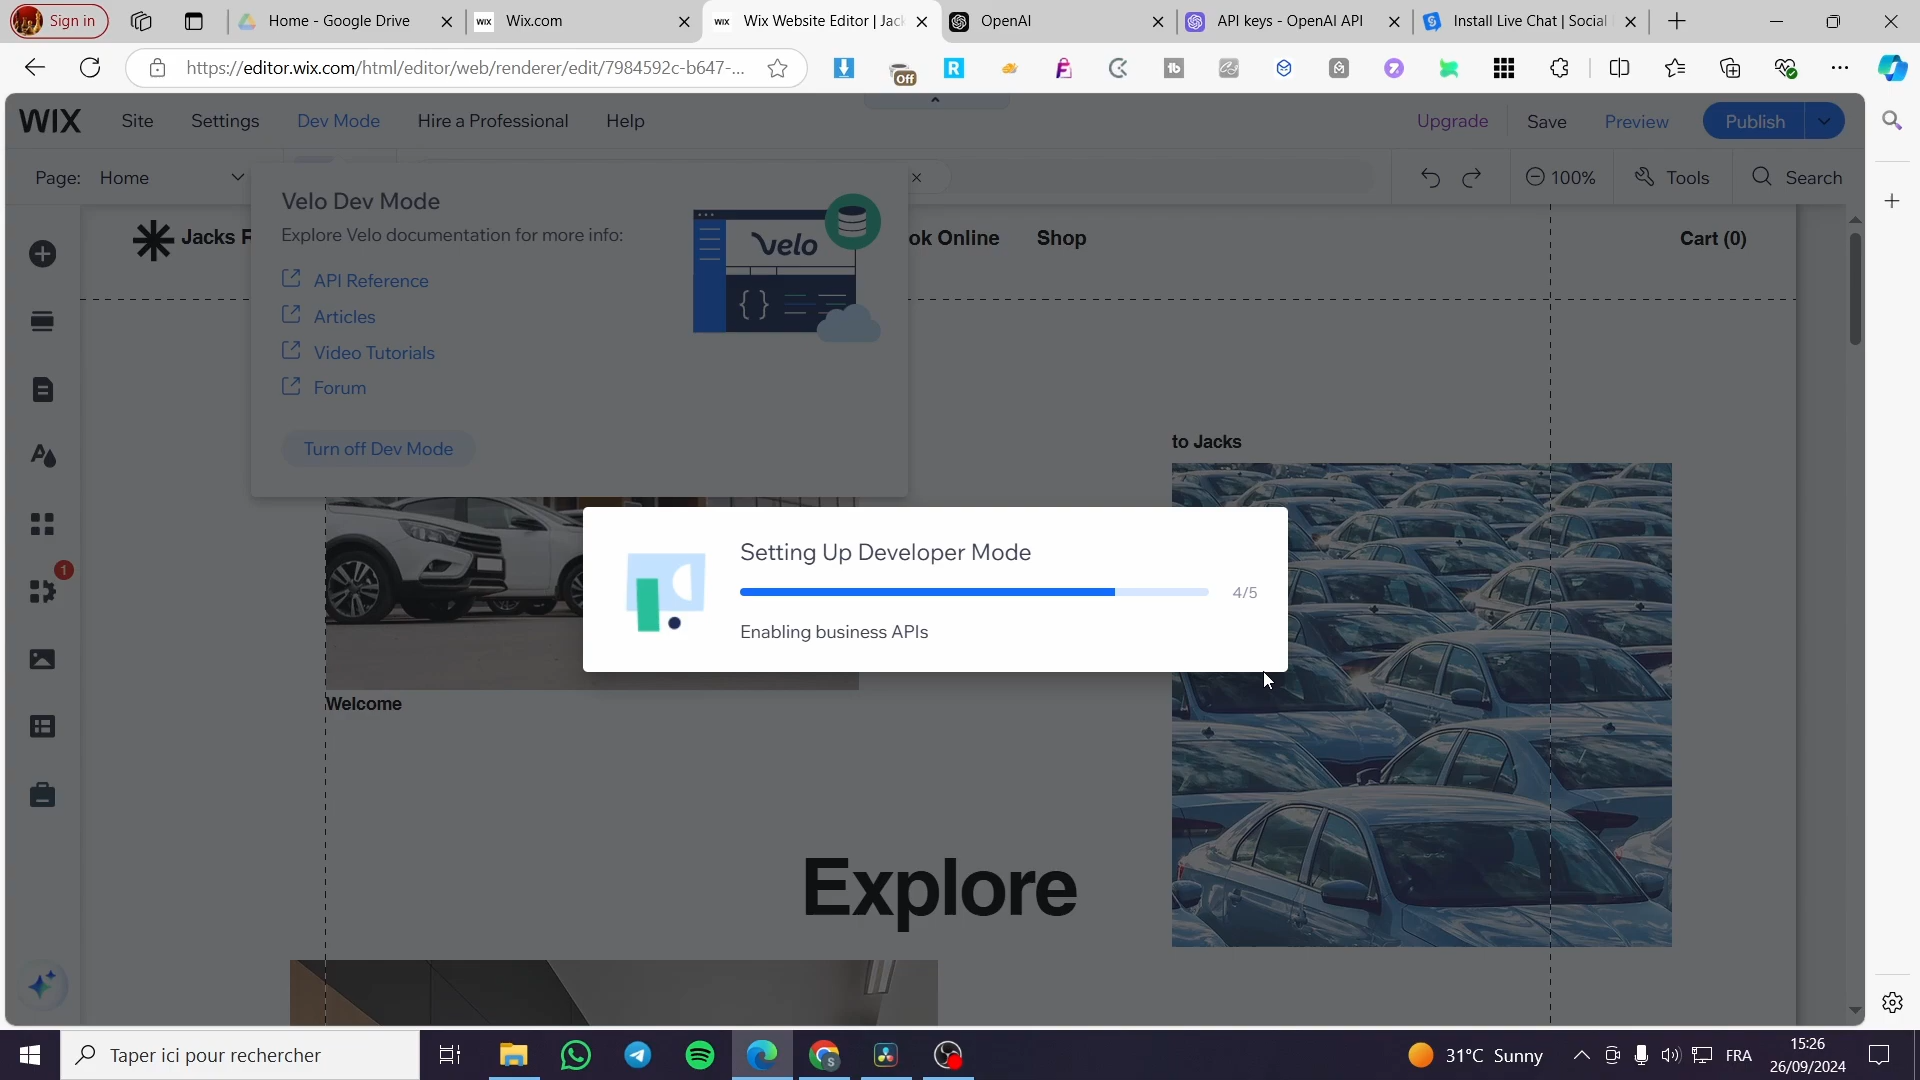 Sign in
Home - Google Drive
WIX Wix.com
WIX Wix Website Editor | Jack
OpenAI
API keys - OpenAI API
Install Live Chat | Social
https://editor.wix.com/html/editor/web/renderer/edit/7984592c-b647-...
Off
WIX
Site
Settings
Dev Mode
Hire a Professional
Help
Upgrade
Save
Preview
Publish
Page: Home
100%
Tools
Search
Jacks
ok Online
Shop
Cart (0)
Velo Dev Mode
Explore Velo documentation for more info:
API Reference
Articles
Video Tutorials
Forum
Turn off Dev Mode
velo
{ }
1
to Jacks
Setting Up Developer Mode
4/5
Enabling business APIs
Welcome
Explore
Taper ici pour rechercher
31°C Sunny
FRA
15:26
26/09/2024